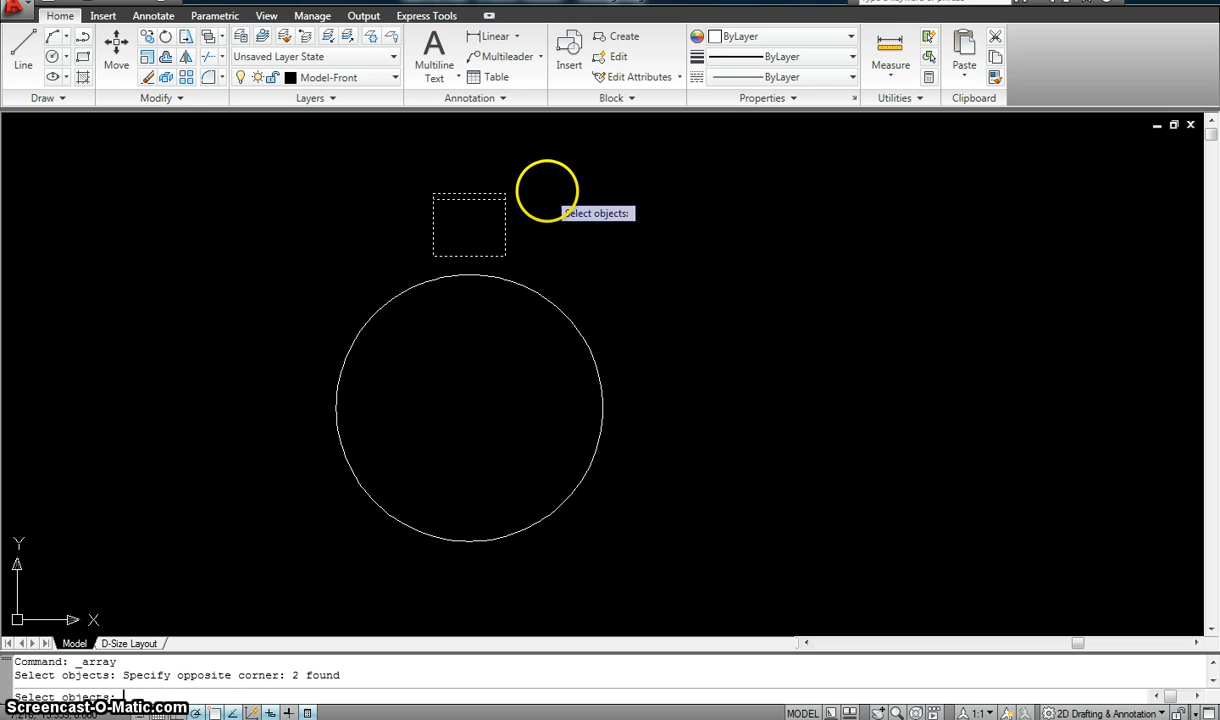 Home Insert Annotate Parametric View Manage Output Express Tools
Line
Move
Unsaved Layer State
Model-Front
Multiline
Text
Linear
Multileader
Table
Insert
Create
Edit
Edit Attributes
ByLayer
ByLayer
ByLayer
Measure
Paste
Draw Modify Layers Annotation Block Properties Utilities Clipboard
Select objects:
Y
X
Model D-Size Layout
Command: _array
Select objects: Specify opposite corner: 2 found
Select objects:
Screencast-O-Matic.com
MODEL 1:1 2D Drafting & Annotation